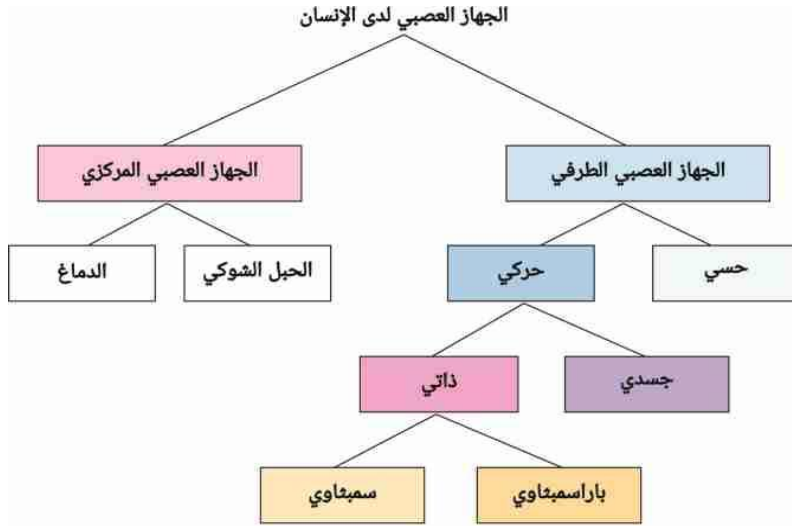 الجهاز العصبي لدى الإنسان
الجهاز العصبي الطرفي
الجهاز العصبي المركزي
حسي
حركي
الحبل الشوكي
الدماغ
جسدي
ذاتي
باراسمبثاوي
سمبثاوي